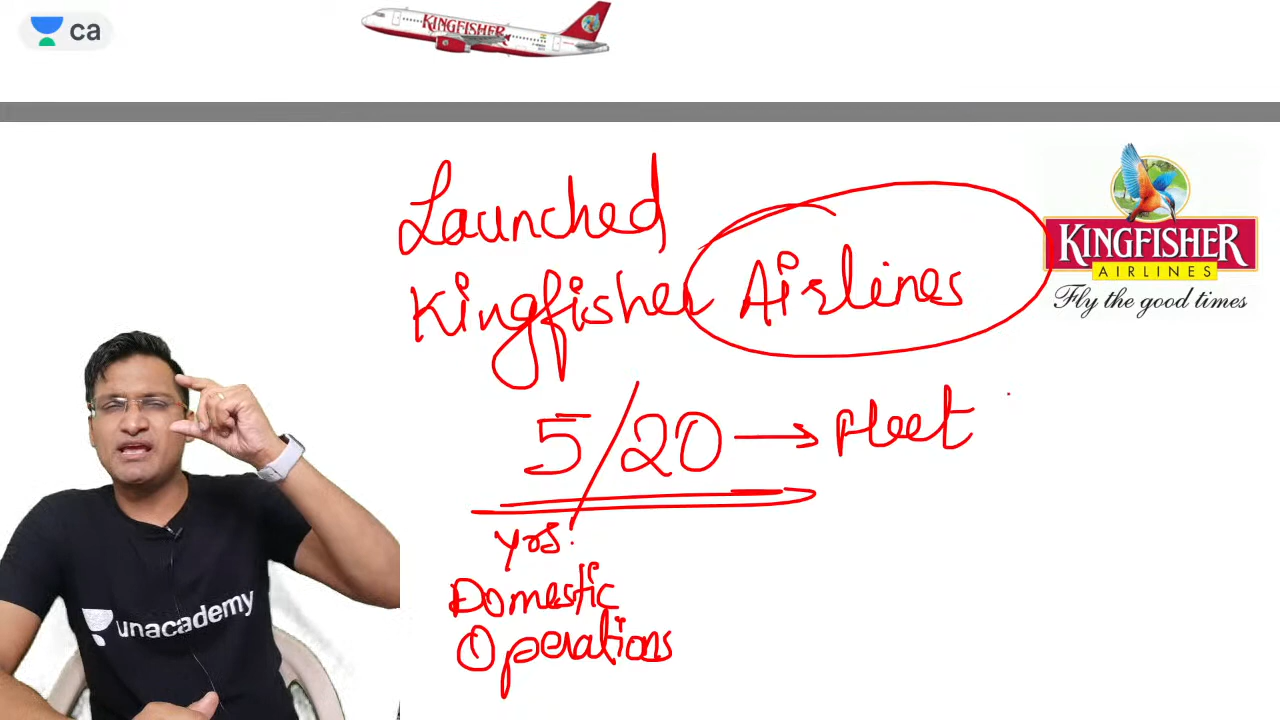 ca
KINGFISHER
Launched
Kingfisher Airlines
KINGFISHER
AIRLINES
Fly the good times
5/20 → Fleet
yrs.
Domestic
Operations
unacademy